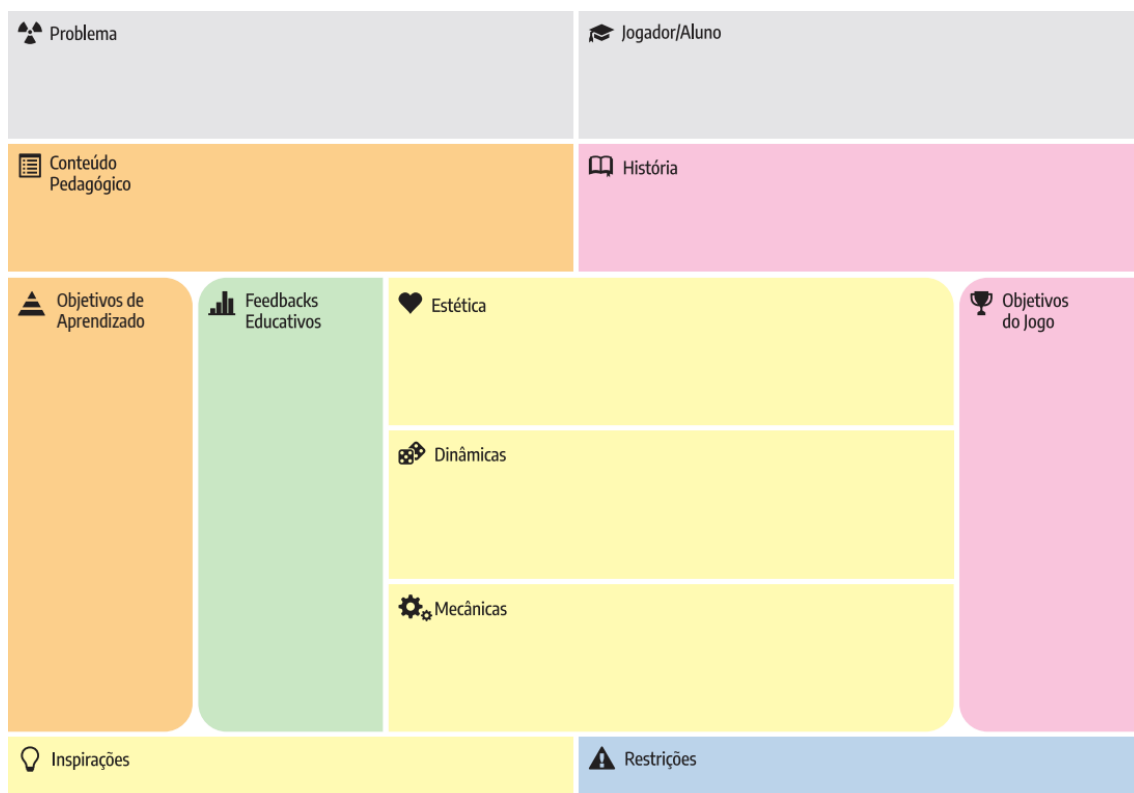 Problema
Jogador/Aluno
Conteúdo
Pedagógico
História
Objetivos de
Aprendizado
Feedbacks
Educativos
Estética
Dinâmicas
Mecânicas
Objetivos
do Jogo
Inspirações
Restrições